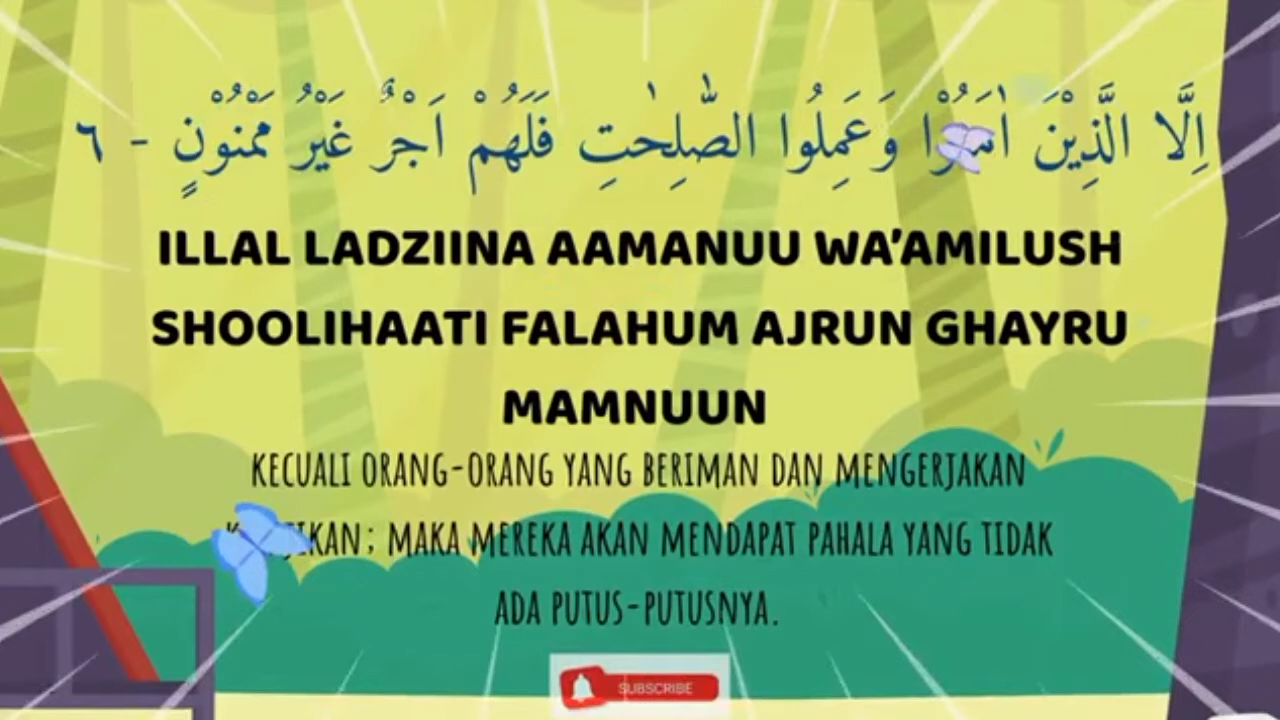 اِلَّا الَّذِيْنَ اٰمَنُوْا وَعَمِلُوا الصّٰلِحٰتِ فَلَهُمْ اَجْرٌ غَيْرُ مَمْنُوْنٍ - ٦
ILLAL LADZIINA AAMANUU WA'AMILUSH
SHOOLIHAATI FALAHUM AJRUN GHAYRU
MAMNUUN
KECUALI ORANG-ORANG YANG BERIMAN DAN MENGERJAKAN
; MAKA MEREKA AKAN MENDAPAT PAHALA YANG TIDAK
ADA PUTUS-PUTUSNYA.
SUBSCRIBE